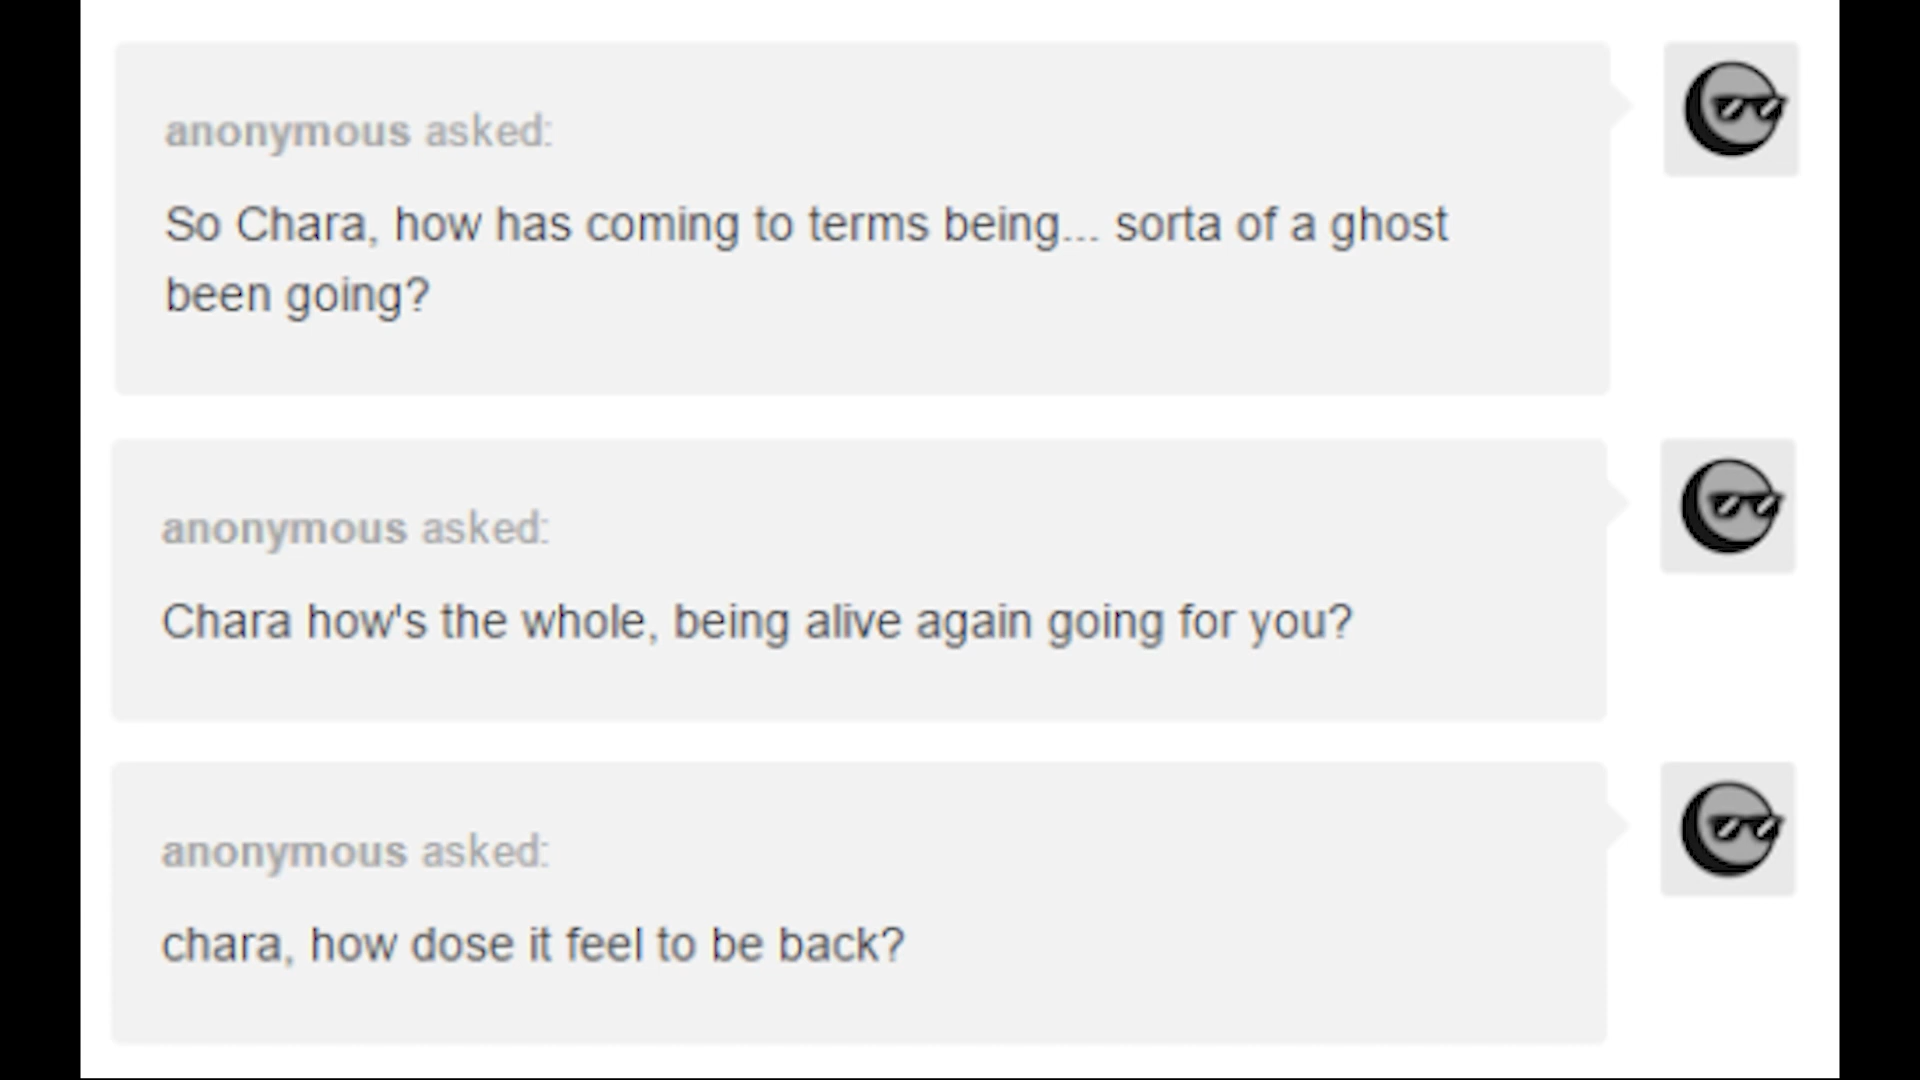 anonymous asked:
So Chara, how has coming to terms being... sorta of a ghost
been going?
anonymous asked:
Chara how's the whole, being alive again going for you?
anonymous asked:
chara, how dose it feel to be back?